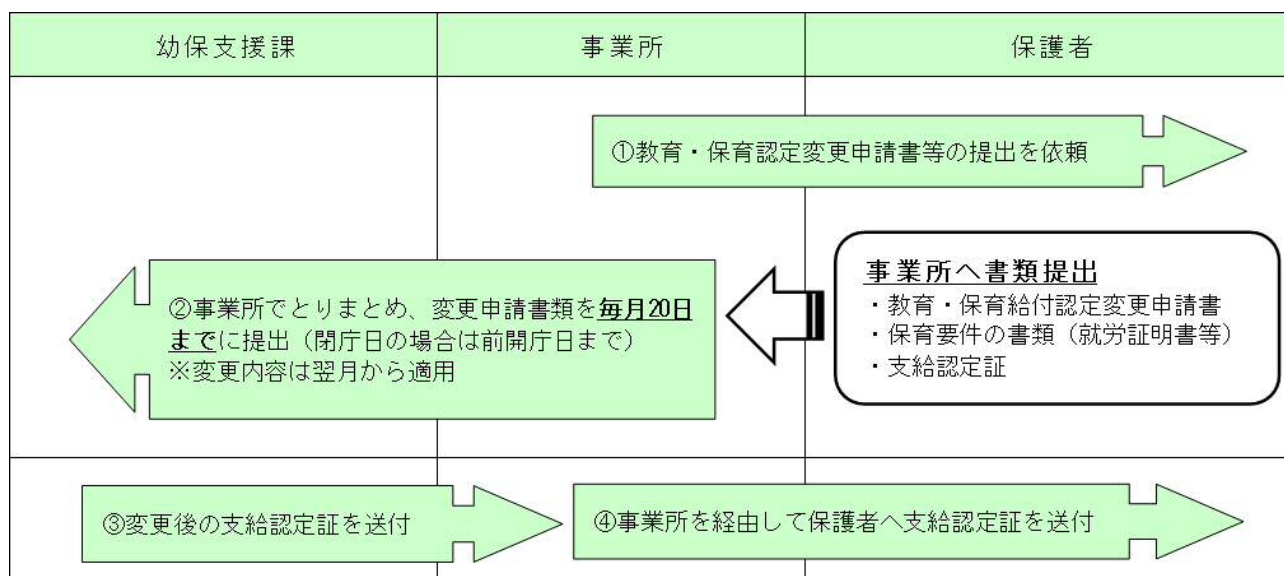 幼保支援課
事業所
保護者
①教育・保育認定変更申請書等の提出を依頼
事業所へ書類提出
・教育・保育給付認定変更申請書
・保育要件の書類（就労証明書等）
・支給認定証
②事業所でとりまとめ、変更申請書類を毎月20日
までに提出（閉庁日の場合は前開庁日まで）
※変更内容は翌月から適用
③変更後の支給認定証を送付
④事業所を経由して保護者へ支給認定証を送付